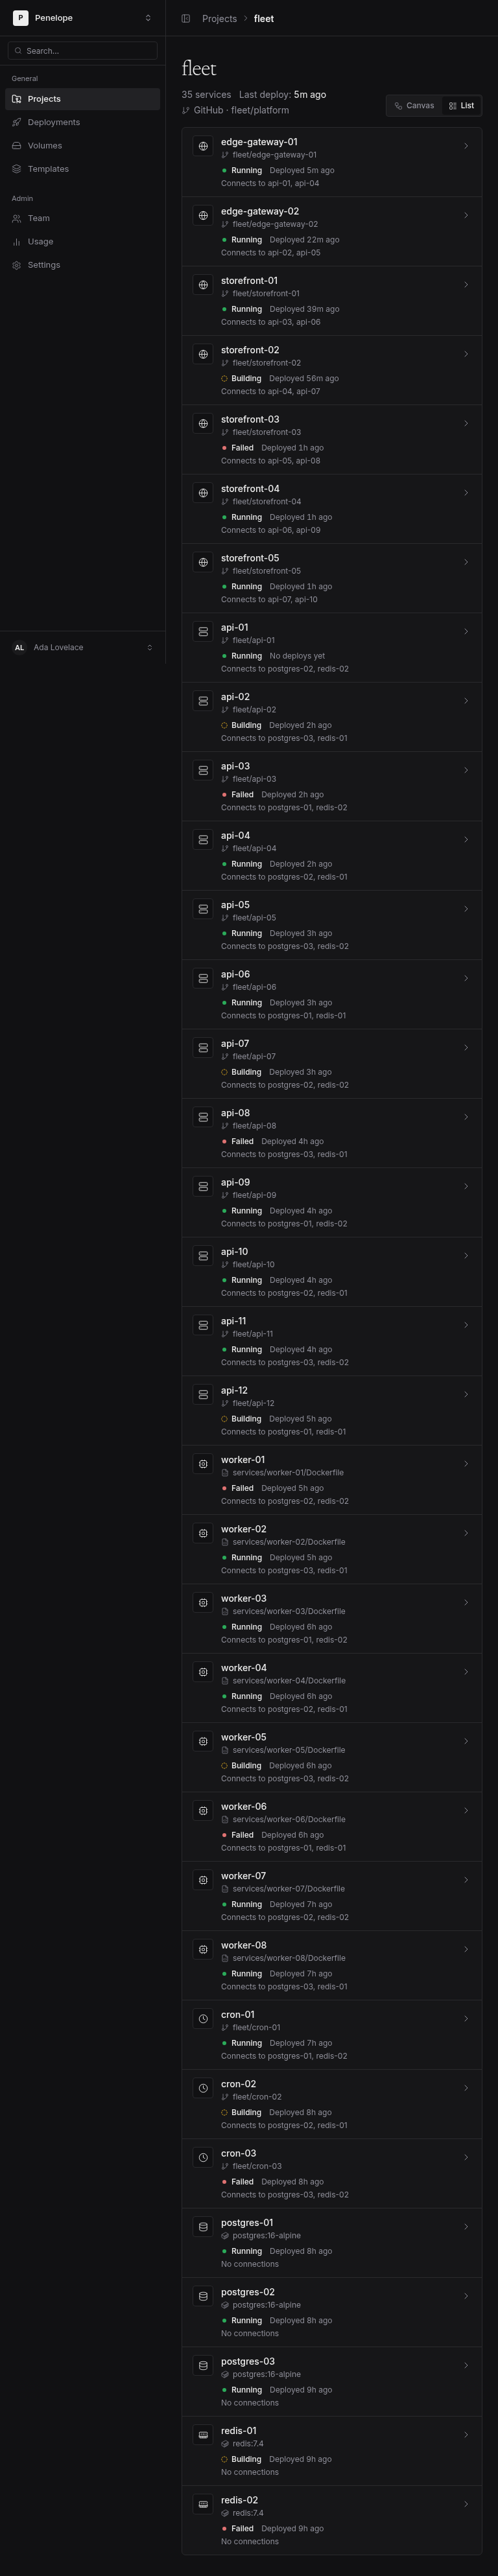 P Penelope
Search...
General
Projects
Deployments
Volumes
Templates
Admin
Team
Usage
Settings
AL Ada Lovelace
Projects > fleet
fleet
35 services Last deploy: 5m ago
GitHub · fleet/platform
Canvas List
edge-gateway-01
fleet/edge-gateway-01
Running Deployed 5m ago
Connects to api-01, api-04
edge-gateway-02
fleet/edge-gateway-02
Running Deployed 22m ago
Connects to api-02, api-05
storefront-01
fleet/storefront-01
Running Deployed 39m ago
Connects to api-03, api-06
storefront-02
fleet/storefront-02
Building Deployed 56m ago
Connects to api-04, api-07
storefront-03
fleet/storefront-03
Failed Deployed 1h ago
Connects to api-05, api-08
storefront-04
fleet/storefront-04
Running Deployed 1h ago
Connects to api-06, api-09
storefront-05
fleet/storefront-05
Running Deployed 1h ago
Connects to api-07, api-10
api-01
fleet/api-01
Running No deploys yet
Connects to postgres-02, redis-02
api-02
fleet/api-02
Building Deployed 2h ago
Connects to postgres-03, redis-01
api-03
fleet/api-03
Failed Deployed 2h ago
Connects to postgres-01, redis-02
api-04
fleet/api-04
Running Deployed 2h ago
Connects to postgres-02, redis-01
api-05
fleet/api-05
Running Deployed 3h ago
Connects to postgres-03, redis-02
api-06
fleet/api-06
Running Deployed 3h ago
Connects to postgres-01, redis-01
api-07
fleet/api-07
Building Deployed 3h ago
Connects to postgres-02, redis-02
api-08
fleet/api-08
Failed Deployed 4h ago
Connects to postgres-03, redis-01
api-09
fleet/api-09
Running Deployed 4h ago
Connects to postgres-01, redis-02
api-10
fleet/api-10
Running Deployed 4h ago
Connects to postgres-02, redis-01
api-11
fleet/api-11
Running Deployed 4h ago
Connects to postgres-03, redis-02
api-12
fleet/api-12
Building Deployed 5h ago
Connects to postgres-01, redis-01
worker-01
services/worker-01/Dockerfile
Failed Deployed 5h ago
Connects to postgres-02, redis-02
worker-02
services/worker-02/Dockerfile
Running Deployed 5h ago
Connects to postgres-03, redis-01
worker-03
services/worker-03/Dockerfile
Running Deployed 6h ago
Connects to postgres-01, redis-02
worker-04
services/worker-04/Dockerfile
Running Deployed 6h ago
Connects to postgres-02, redis-01
worker-05
services/worker-05/Dockerfile
Building Deployed 6h ago
Connects to postgres-03, redis-02
worker-06
services/worker-06/Dockerfile
Failed Deployed 6h ago
Connects to postgres-01, redis-01
worker-07
services/worker-07/Dockerfile
Running Deployed 7h ago
Connects to postgres-02, redis-02
worker-08
services/worker-08/Dockerfile
Running Deployed 7h ago
Connects to postgres-03, redis-01
cron-01
fleet/cron-01
Running Deployed 7h ago
Connects to postgres-01, redis-02
cron-02
fleet/cron-02
Building Deployed 8h ago
Connects to postgres-02, redis-01
cron-03
fleet/cron-03
Failed Deployed 8h ago
Connects to postgres-03, redis-02
postgres-01
postgres:16-alpine
Running Deployed 8h ago
No connections
postgres-02
postgres:16-alpine
Running Deployed 8h ago
No connections
postgres-03
postgres:16-alpine
Running Deployed 9h ago
No connections
redis-01
redis:7.4
Building Deployed 9h ago
No connections
redis-02
redis:7.4
Failed Deployed 9h ago
No connections